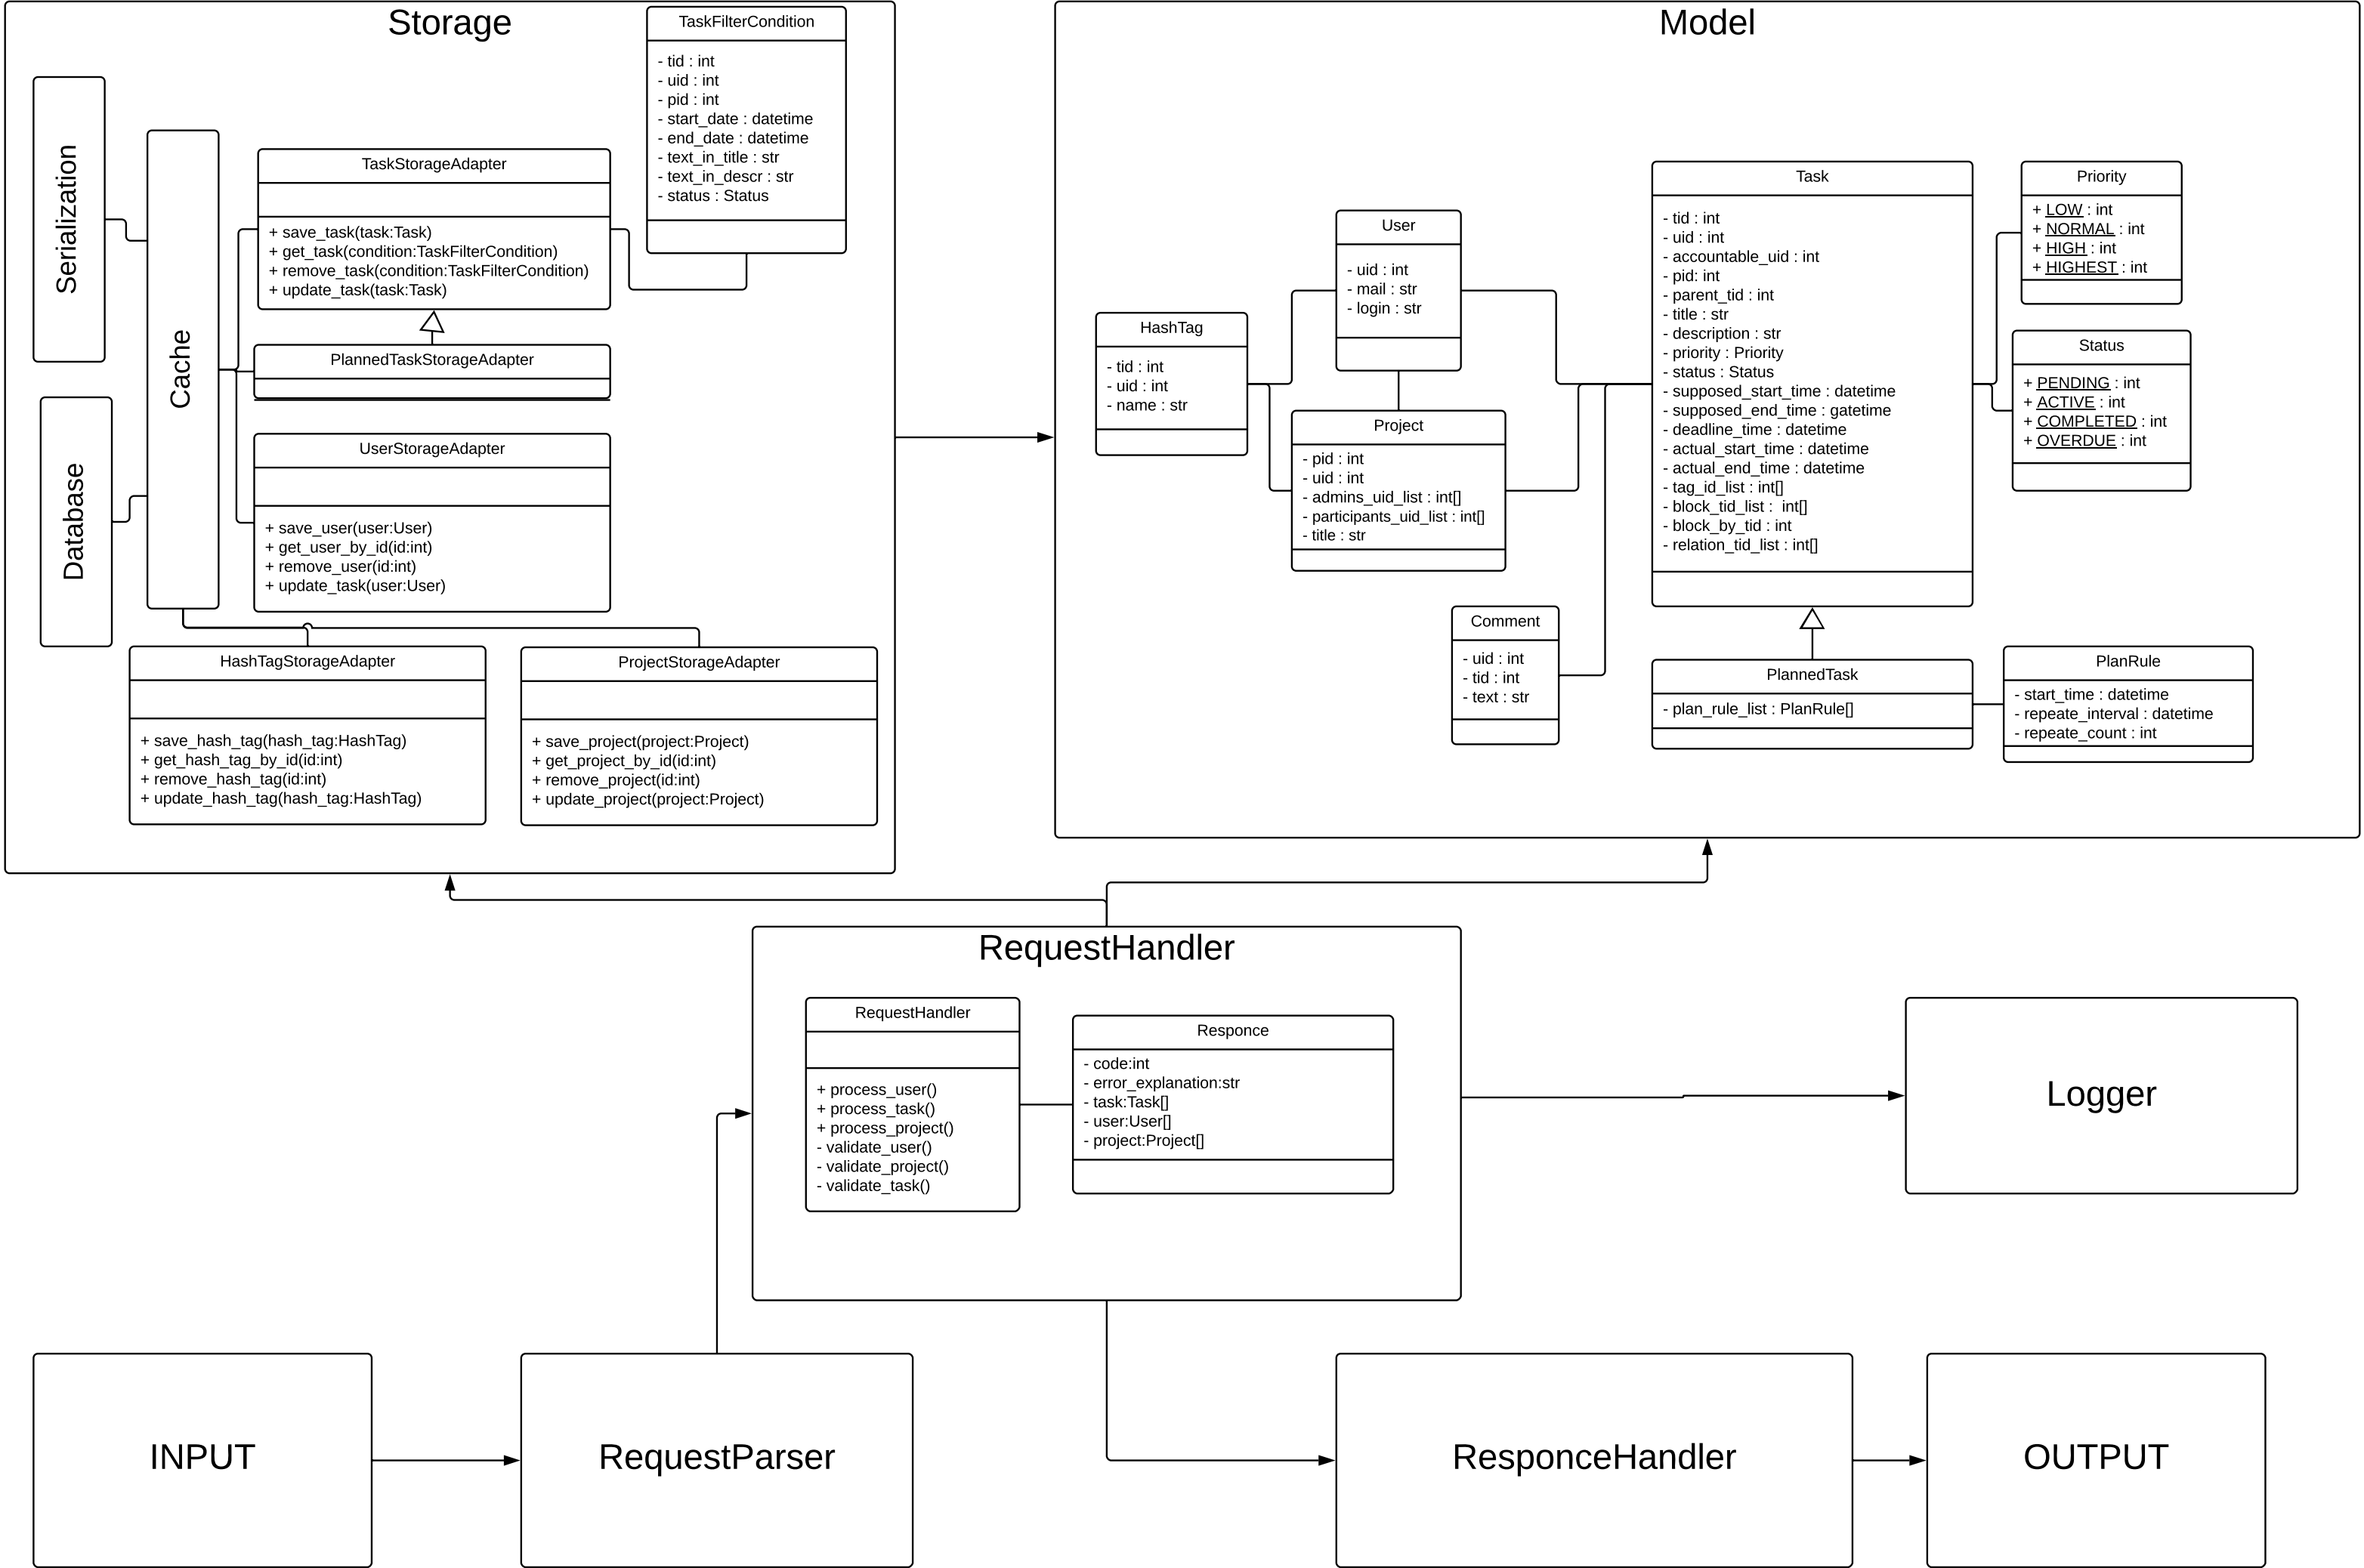 Storage
TaskFilterCondition
- tid : int
- uid : int
- pid : int
- start_date : datetime
- end_date : datetime
- text_in_title : str
- text_in_descr : str
- status : Status
Serialization
Database
Cache
TaskStorageAdapter
+ save_task(task:Task)
+ get_task(condition:TaskFilterCondition)
+ remove_task(condition:TaskFilterCondition)
+ update_task(task:Task)
PlannedTaskStorageAdapter
UserStorageAdapter
+ save_user(user:User)
+ get_user_by_id(id:int)
+ remove_user(id:int)
+ update_task(user:User)
HashTagStorageAdapter
+ save_hash_tag(hash_tag:HashTag)
+ get_hash_tag_by_id(id:int)
+ remove_hash_tag(id:int)
+ update_hash_tag(hash_tag:HashTag)
ProjectStorageAdapter
+ save_project(project:Project)
+ get_project_by_id(id:int)
+ remove_project(id:int)
+ update_project(project:Project)
Model
HashTag
- tid : int
- uid : int
- name : str
User
- uid : int
- mail : str
- login : str
Project
- pid : int
- uid : int
- admins_uid_list : int[]
- participants_uid_list : int[]
- title : str
Comment
- uid : int
- tid : int
- text : str
Task
- tid : int
- uid : int
- accountable_uid : int
- pid: int
- parent_tid : int
- title : str
- description : str
- priority : Priority
- status : Status
- supposed_start_time : datetime
- supposed_end_time : gatetime
- deadline_time : datetime
- actual_start_time : datetime
- actual_end_time : datetime
- tag_id_list : int[]
- block_tid_list :  int[]
- block_by_tid : int
- relation_tid_list : int[]
Priority
+ LOW : int
+ NORMAL : int
+ HIGH : int
+ HIGHEST : int
Status
+ PENDING : int
+ ACTIVE : int
+ COMPLETED : int
+ OVERDUE : int
PlannedTask
- plan_rule_list : PlanRule[]
PlanRule
- start_time : datetime
- repeate_interval : datetime
- repeate_count : int
RequestHandler
RequestHandler
+ process_user()
+ process_task()
+ process_project()
- validate_user()
- validate_project()
- validate_task()
Responce
- code:int
- error_explanation:str
- task:Task[]
- user:User[]
- project:Project[]
Logger
INPUT
RequestParser
ResponceHandler
OUTPUT